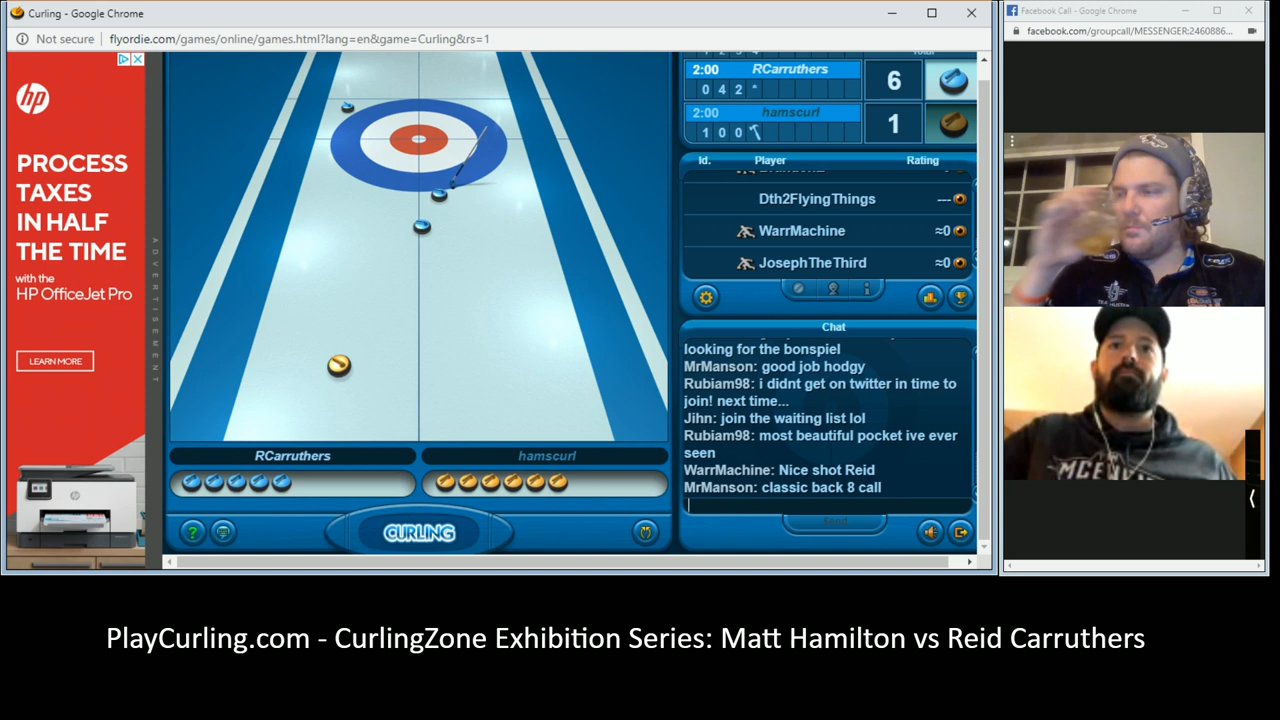 Curling - Google Chrome
Not secure
flyordie.com/games/online/games.html?lang=en&game=Curling&rs=1
Facebook Call - Google Chrome
facebook.com/groupcall/MESSENGER:2460886...
hp
PROCESS
TAXES
IN HALF
THE TIME
with the
HP OfficeJet Pro
LEARN MORE
ADVERTISEMENT
2:00 RCarruthers
0 4 2 *
6
2:00 hamscurl
1 0 0
1
Id. Player Rating
Dth2FlyingThings ---
WarrMachine ≈0
JosephTheThird ≈0
Chat
looking for the bonspiel
MrManson: good job hodgy
Rubiam98: i didnt get on twitter in time to
join! next time...
Jihn: join the waiting list lol
Rubiam98: most beautiful pocket ive ever
seen
WarrMachine: Nice shot Reid
MrManson: classic back 8 call
Send
RCarruthers
hamscurl
?
CURLING
PlayCurling.com - CurlingZone Exhibition Series: Matt Hamilton vs Reid Carruthers